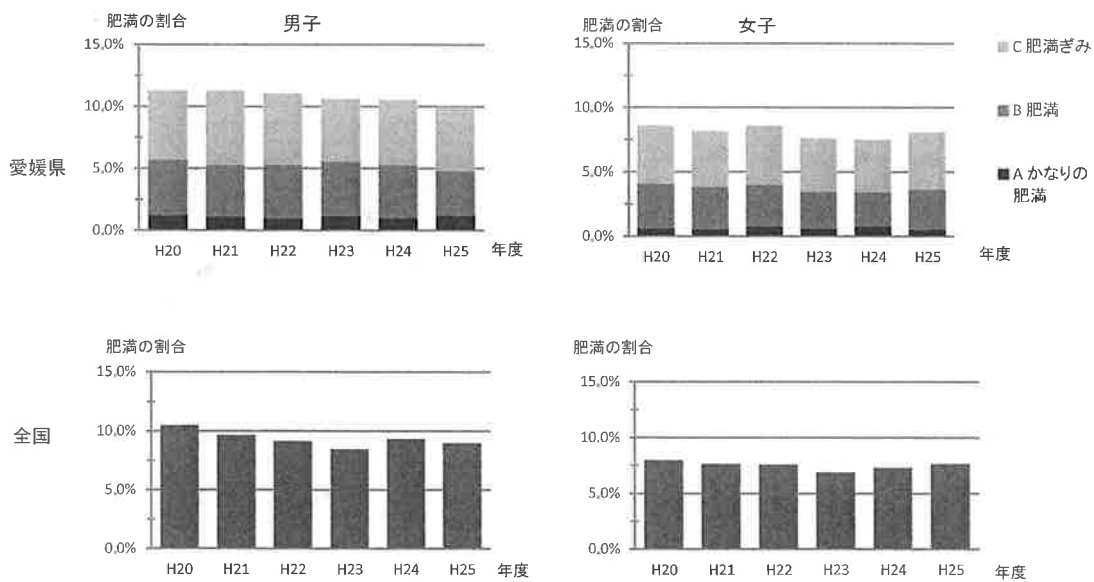 肥満の割合
男子
15,0%
10,0%
5,0%
0,0%
H20 H21 H22 H23 H24 H25 年度
愛媛県
肥満の割合
女子
15,0%
10,0%
5,0%
0,0%
H20 H21 H22 H23 H24 H25 年度
C 肥満ぎみ
B 肥満
A かなりの
肥満
肥満の割合
15,0%
10,0%
5,0%
0,0%
H20 H21 H22 H23 H24 H25 年度
全国
肥満の割合
15,0%
10,0%
5,0%
0,0%
H20 H21 H22 H23 H24 H25 年度